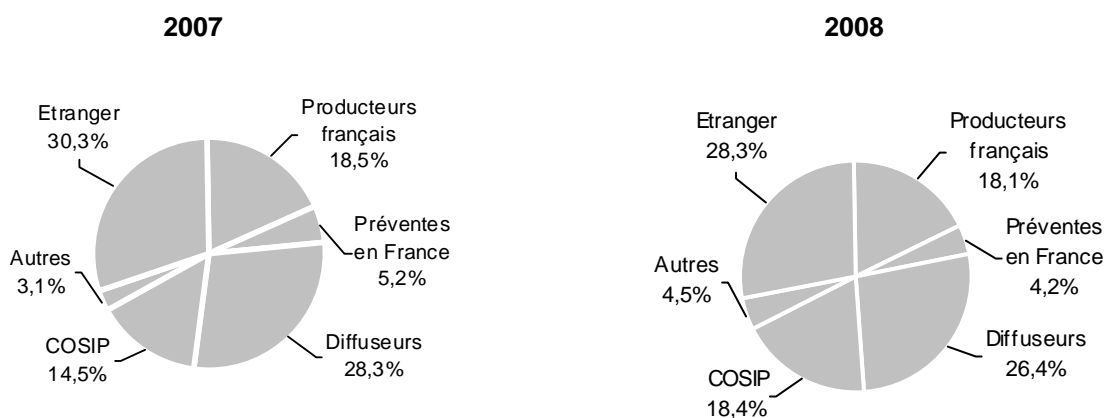 2007
Etranger
30,3%
Producteurs
français
18,5%
Préventes
en France
5,2%
Diffuseurs
28,3%
COSIP
14,5%
Autres
3,1%
2008
Etranger
28,3%
Producteurs
français
18,1%
Préventes
en France
4,2%
Diffuseurs
26,4%
COSIP
18,4%
Autres
4,5%